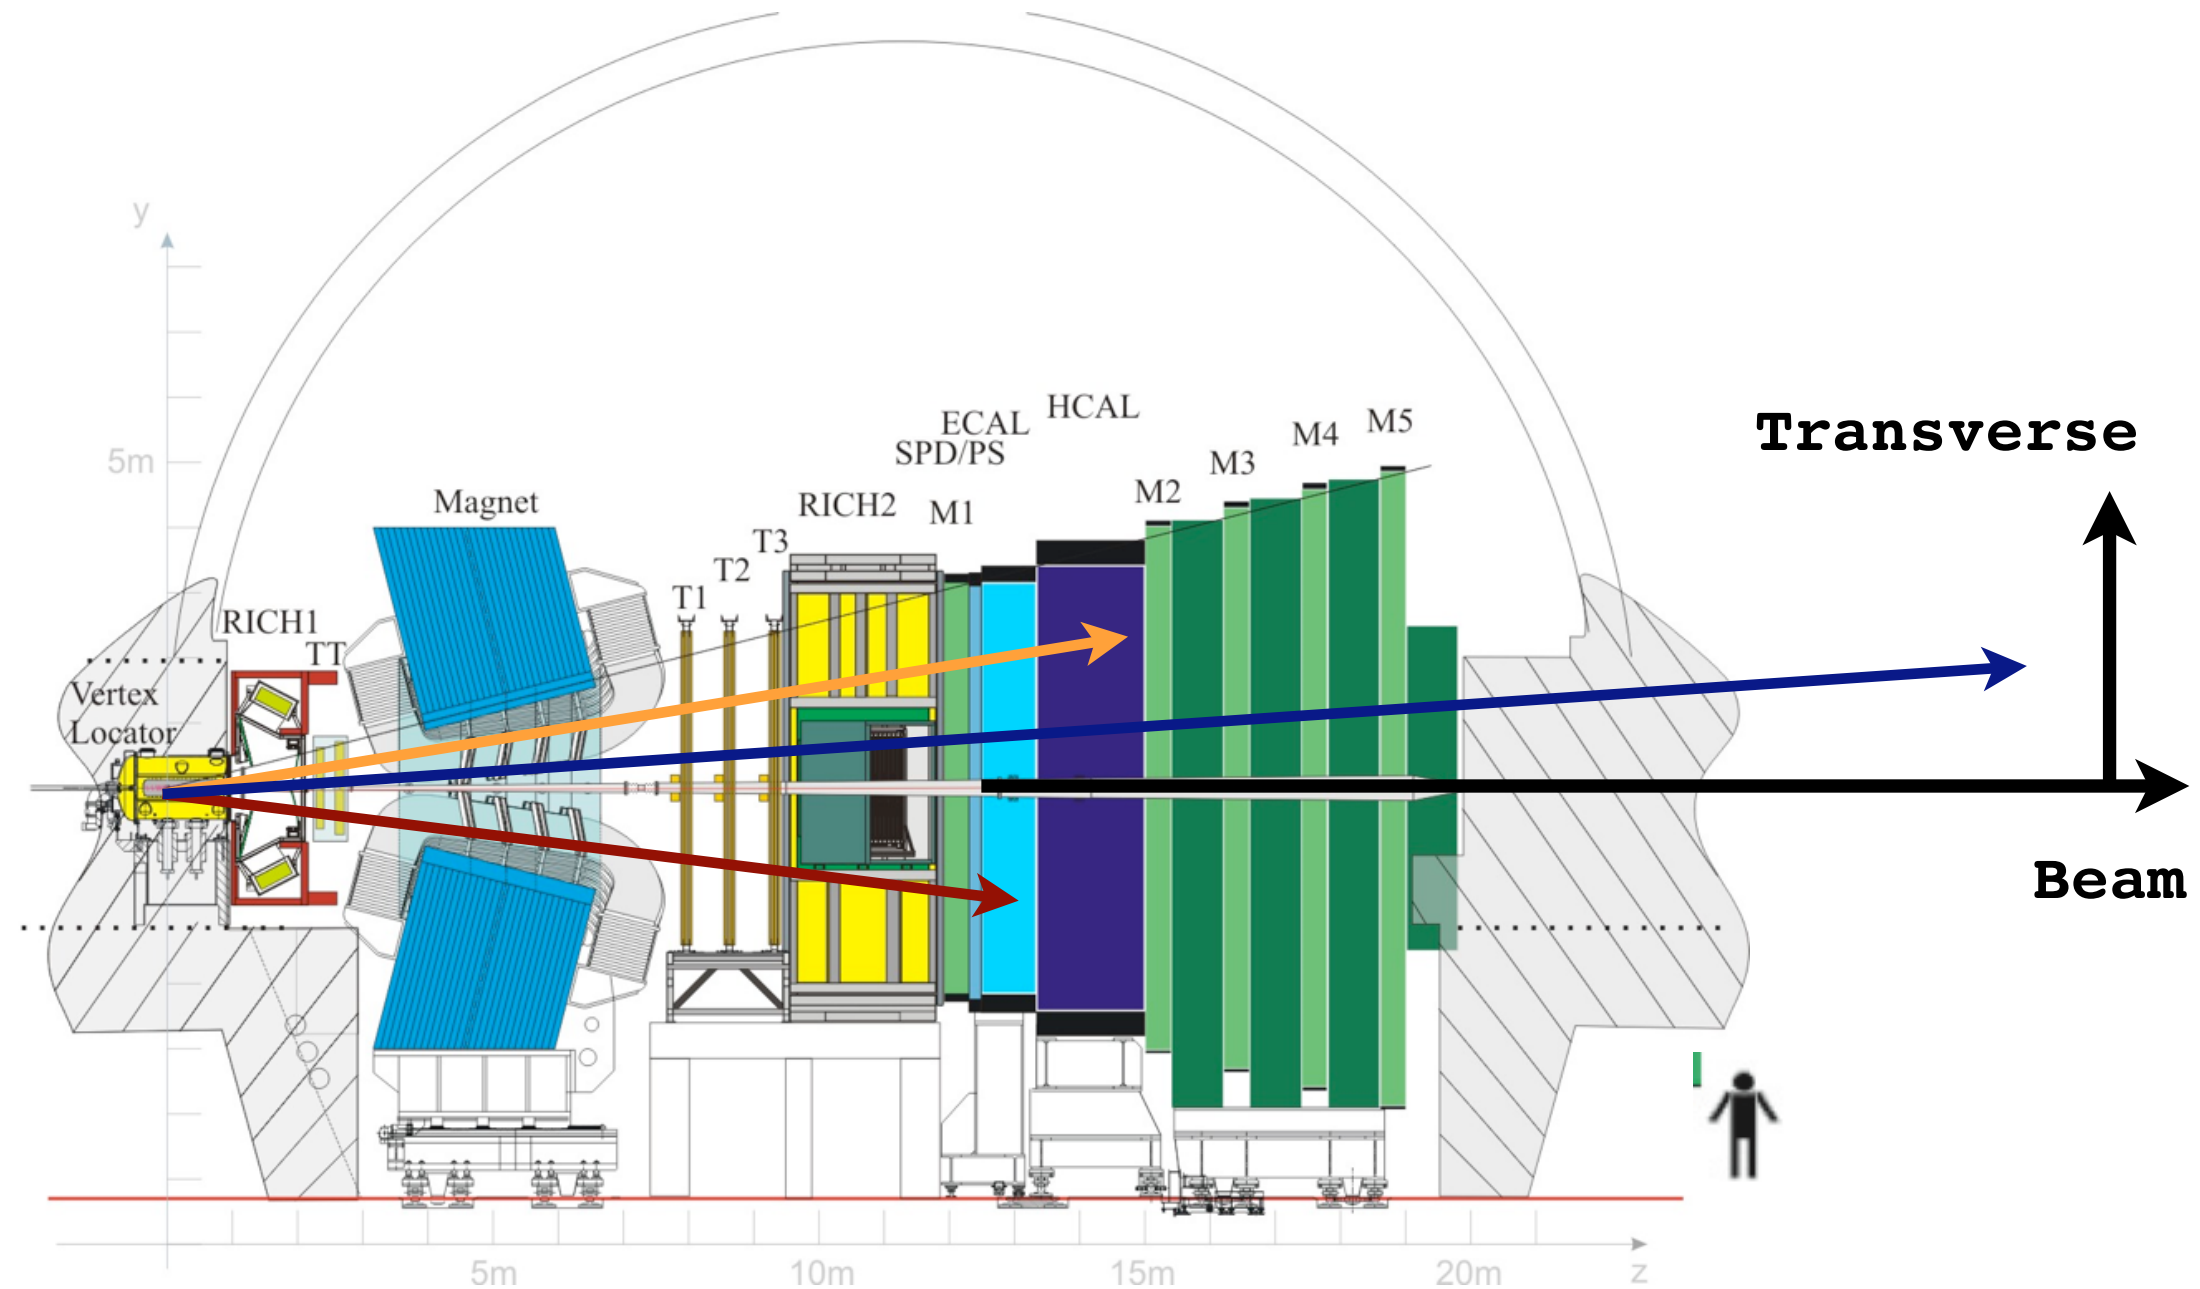 y
5m
Vertex
Locator
RICH1
TT
Magnet
T1
T2
T3
RICH2
M1
SPD/PS
ECAL
HCAL
M2
M3
M4
M5
Transverse
Beam
5m
10m
15m
20m
z